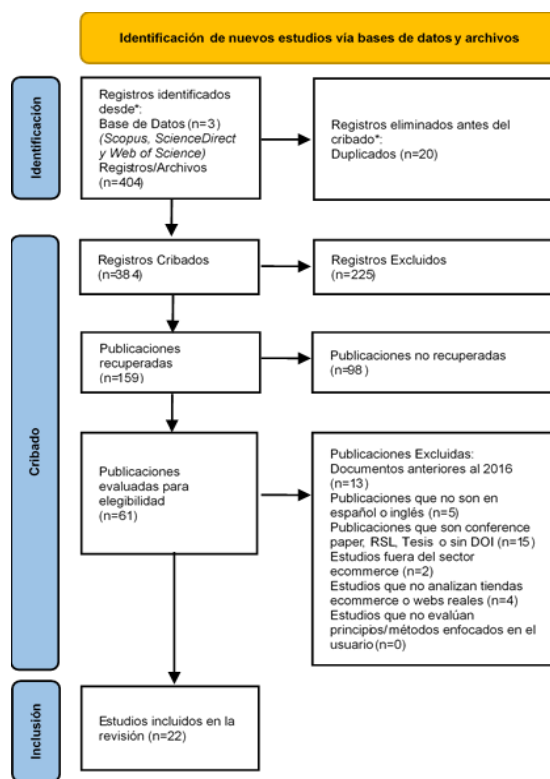 Identificación de nuevos estudios via bases de datos y archivos
Identificación
Registros identificados
desde*:
Base de Datos (n=3)
(Scopus, ScienceDirect
y Web of Science)
Registros/Archivos
(n=404)
Registros eliminados antes del
cribado*:
Duplicados (n=20)
Cribado
Registros Cribados
(n=384)
Registros Excluidos
(n=225)
Publicaciones
recuperadas
(n=159)
Publicaciones no recuperadas
(n=98)
Publicaciones
evaluadas para
elegibilidad
(n=61)
Publicaciones Excluidas:
Documentos anteriores al 2016
(n=13)
Publicaciones que no son en
español o inglés (n=5)
Publicaciones que son conference
paper, RSL, Tesis o sin DOI (n=15)
Estudios fuera del sector
ecommerce (n=2)
Estudios que no analizan tiendas
ecommerce o webs reales (n=4)
Estudios que no evalúan
principios/métodos enfocados en el
usuario (n=0)
Inclusión
Estudios incluidos en la
revisión (n=22)